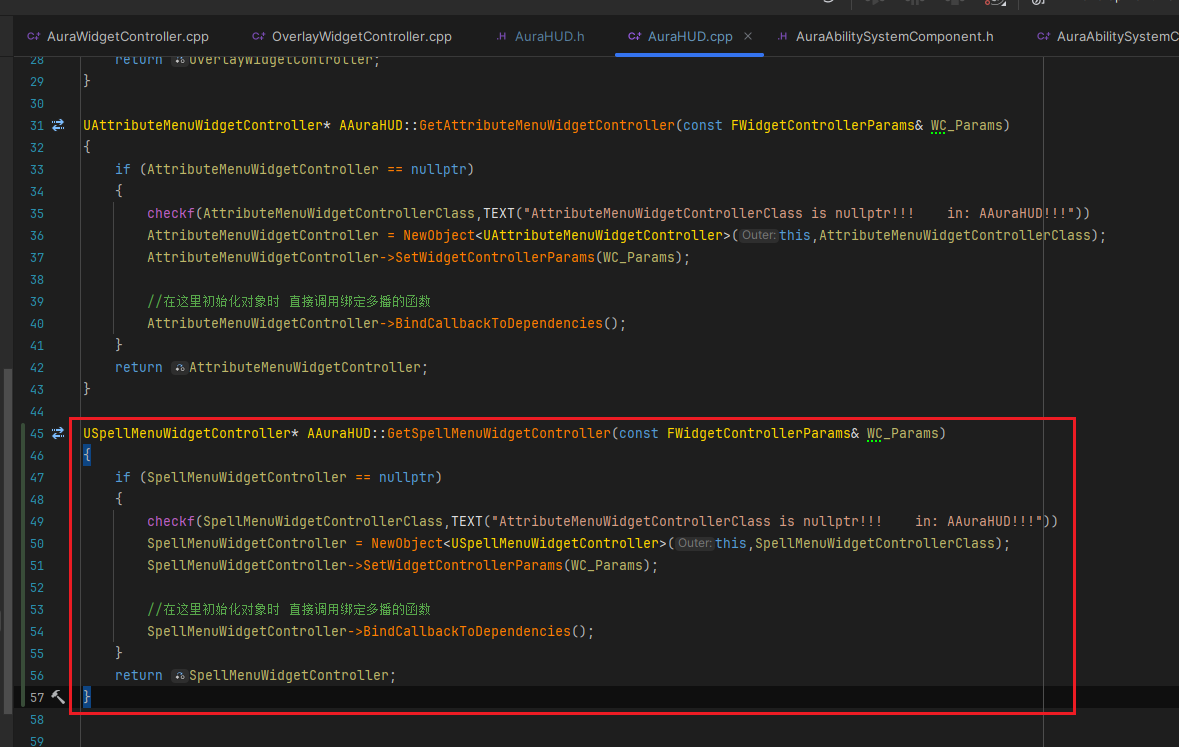 AuraWidgetController.cpp OverlayWidgetController.cpp .H AuraHUD.h AuraHUD.cpp .H AuraAbilitySystemComponent.h AuraAbilitySystemC
28 return OverlayWidgetController;
29 }
30
31 UAttributeMenuWidgetController* AAuraHUD::GetAttributeMenuWidgetController(const FWidgetControllerParams& WC_Params)
32 {
33 if (AttributeMenuWidgetController == nullptr)
34 {
35 checkf(AttributeMenuWidgetControllerClass,TEXT("AttributeMenuWidgetControllerClass is nullptr!!!    in: AAuraHUD!!!"))
36 AttributeMenuWidgetController = NewObject<UAttributeMenuWidgetController>(Outer:this,AttributeMenuWidgetControllerClass);
37 AttributeMenuWidgetController->SetWidgetControllerParams(WC_Params);
38
39 //在这里初始化对象时 直接调用绑定多播的函数
40 AttributeMenuWidgetController->BindCallbackToDependencies();
41 }
42 return AttributeMenuWidgetController;
43 }
44
45 USpellMenuWidgetController* AAuraHUD::GetSpellMenuWidgetController(const FWidgetControllerParams& WC_Params)
46 {
47 if (SpellMenuWidgetController == nullptr)
48 {
49 checkf(SpellMenuWidgetControllerClass,TEXT("AttributeMenuWidgetControllerClass is nullptr!!!    in: AAuraHUD!!!"))
50 SpellMenuWidgetController = NewObject<USpellMenuWidgetController>(Outer:this,SpellMenuWidgetControllerClass);
51 SpellMenuWidgetController->SetWidgetControllerParams(WC_Params);
52
53 //在这里初始化对象时 直接调用绑定多播的函数
54 SpellMenuWidgetController->BindCallbackToDependencies();
55 }
56 return SpellMenuWidgetController;
57 }
58
59